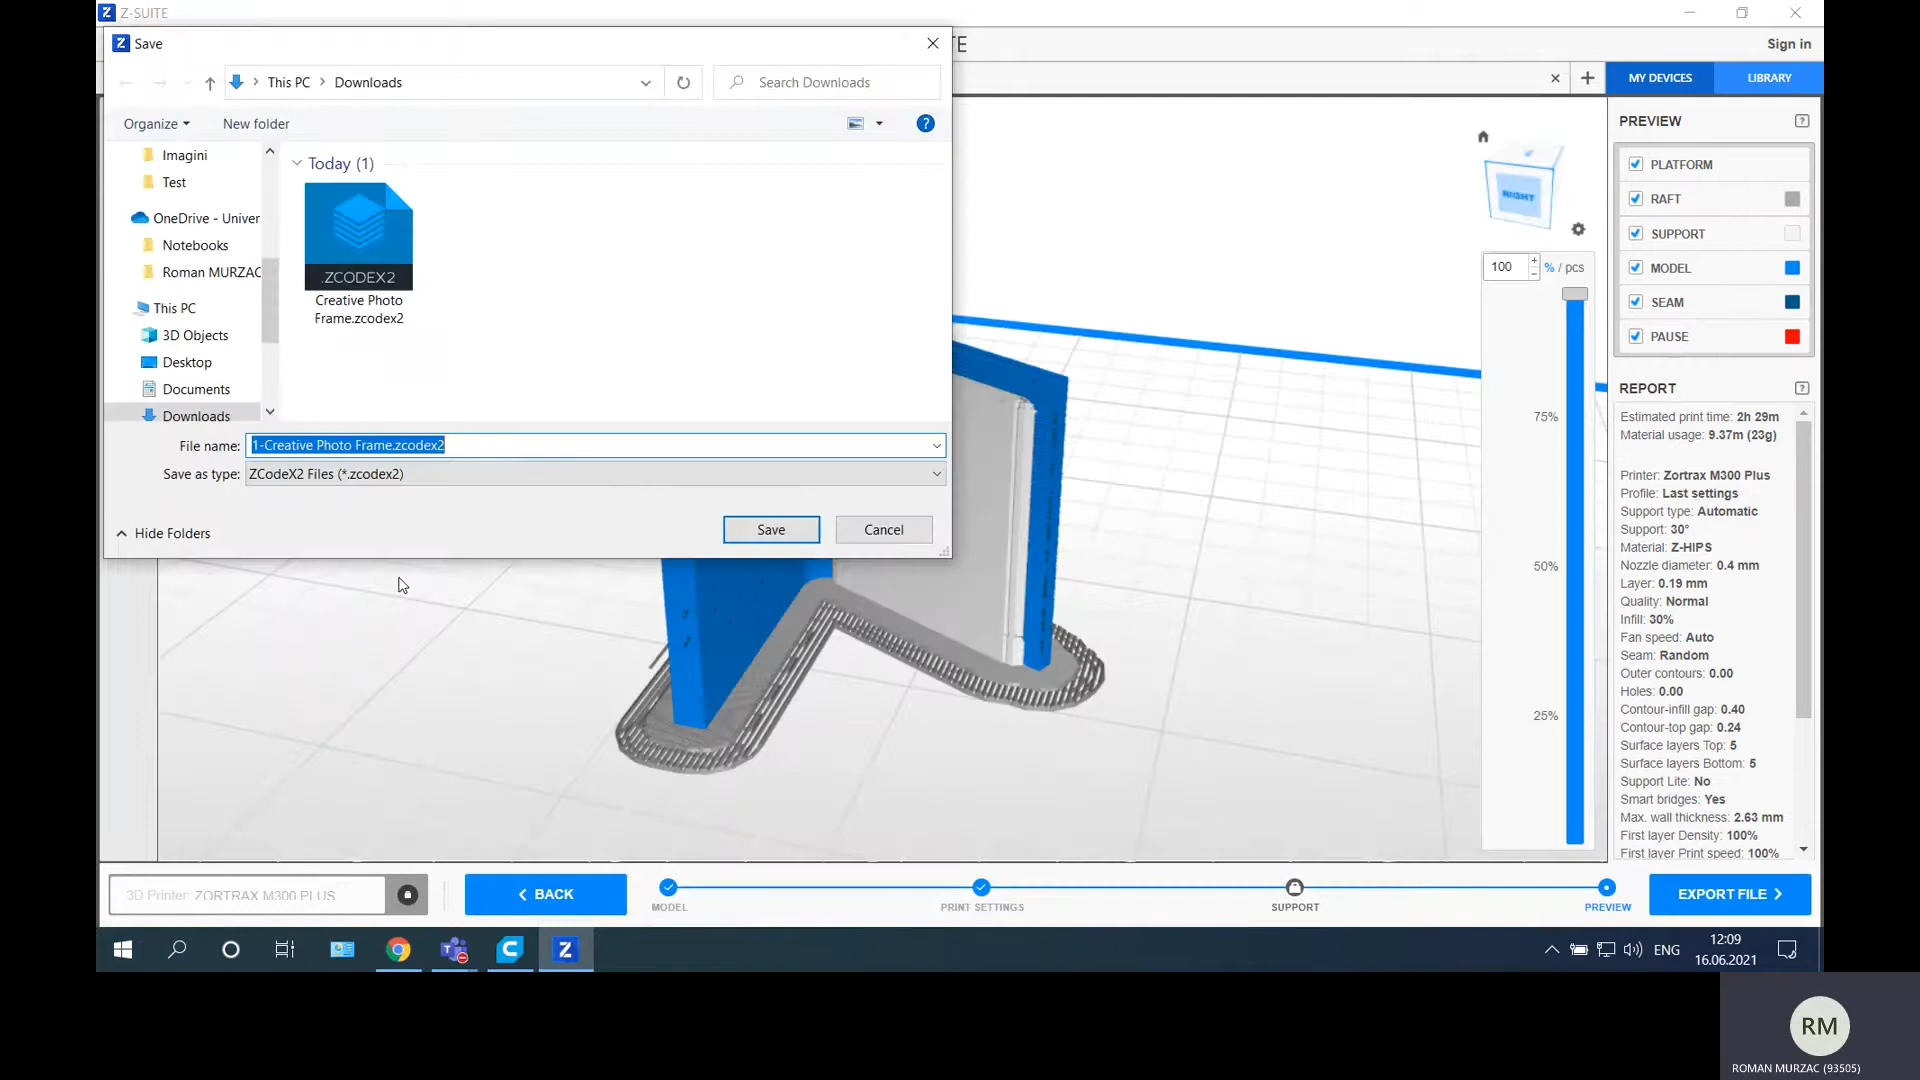 Z-SUITE
Save
TE
Sign in
This PC > Downloads
Search Downloads
MY DEVICES
LIBRARY
Organize
New folder
PREVIEW
Imagini
Test
OneDrive - Univer
Notebooks
Roman MURZAC
This PC
3D Objects
Desktop
Documents
Downloads
Today (1)
.ZCODEX2
Creative Photo
Frame.zcodex2
File name:
1-Creative Photo Frame.zcodex2
Save as type:
ZCodeX2 Files (*.zcodex2)
Hide Folders
Save
Cancel
RIGHT
100
% / pcs
75%
50%
25%
PLATFORM
RAFT
SUPPORT
MODEL
SEAM
PAUSE
REPORT
Estimated print time: 2h 29m
Material usage: 9.37m (23g)
Printer: Zortrax M300 Plus
Profile: Last settings
Support type: Automatic
Support: 30°
Material: Z-HIPS
Nozzle diameter: 0.4 mm
Layer: 0.19 mm
Quality: Normal
Infill: 30%
Fan speed: Auto
Seam: Random
Outer contours: 0.00
Holes: 0.00
Contour-infill gap: 0.40
Contour-top gap: 0.24
Surface layers Top: 5
Surface layers Bottom: 5
Support Lite: No
Smart bridges: Yes
Max. wall thickness: 2.63 mm
First layer Density: 100%
First layer Print speed: 100%
3D Printer: ZORTRAX M300 PLUS
BACK
MODEL
PRINT SETTINGS
SUPPORT
PREVIEW
EXPORT FILE
ENG
12:09
16.06.2021
RM
ROMAN MURZAC (93505)